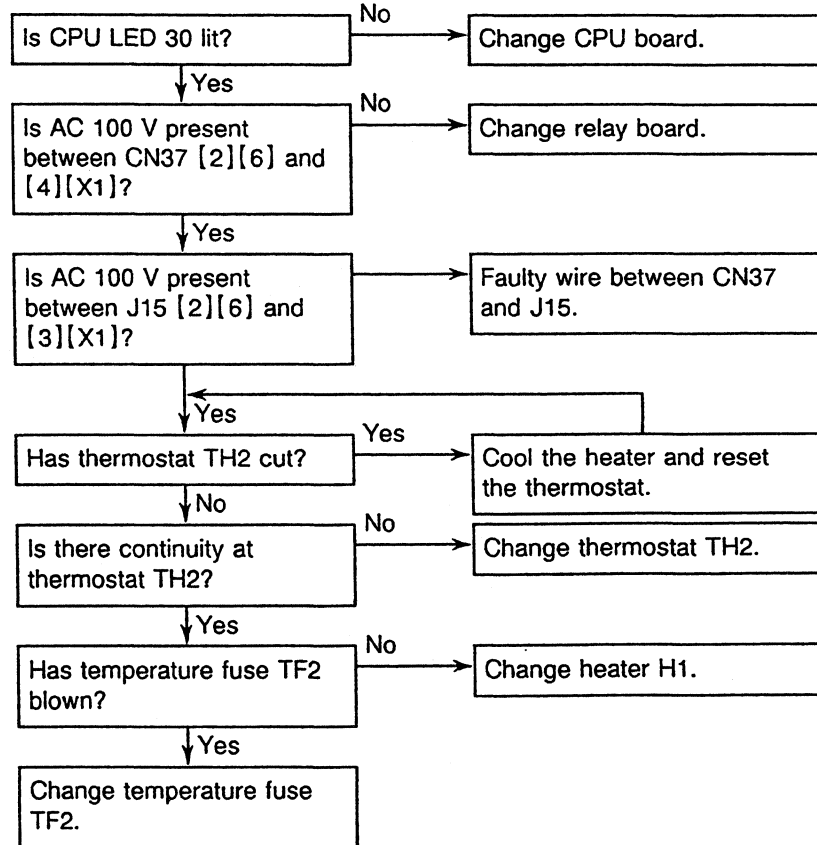 No
Is CPU LED 30 lit?
Change CPU board.
Yes
No
Is AC 100 V present
between CN37 [2][6] and
[4][X1]?
Change relay board.
Yes
Is AC 100 V present
between J15 [2][6] and
[3][X1]?
Faulty wire between CN37
and J15.
Yes
Yes
Has thermostat TH2 cut?
Cool the heater and reset
the thermostat.
No
No
Is there continuity at
thermostat TH2?
Change thermostat TH2.
Yes
No
Has temperature fuse TF2
blown?
Change heater H1.
Yes
Change temperature fuse
TF2.